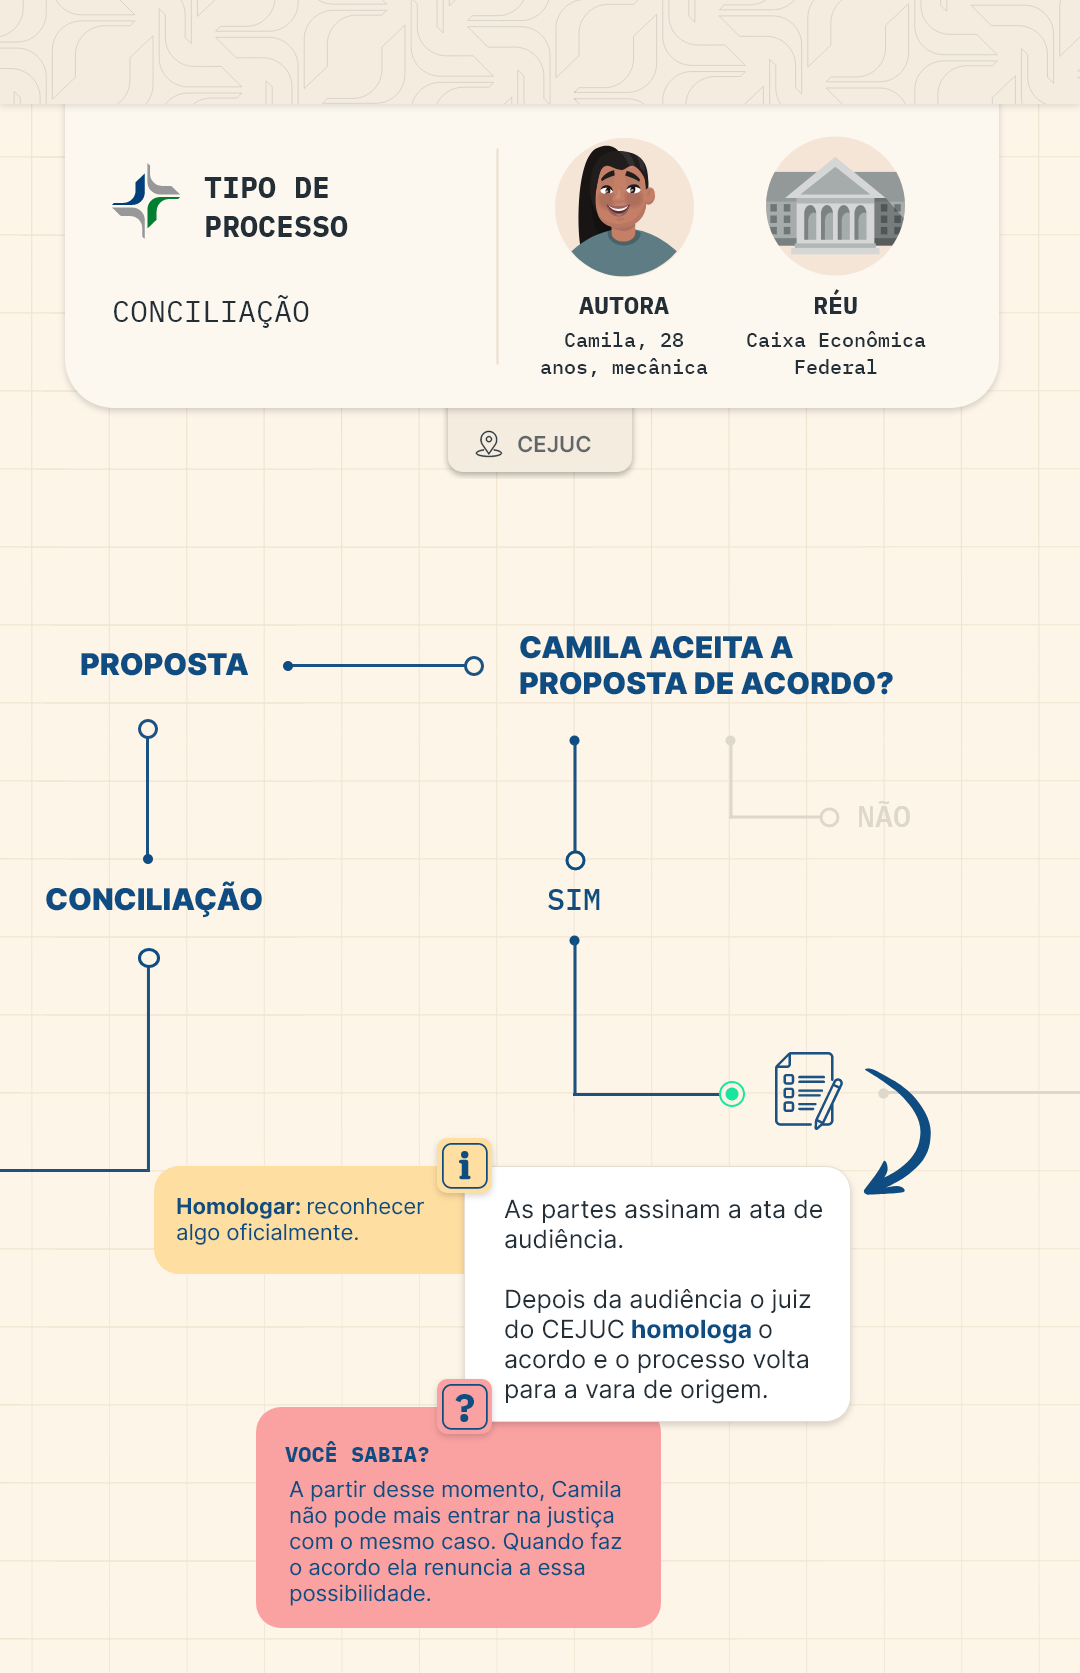 TIPO DE
PROCESSO
CONCILIAÇÃO
AUTORA
Camila, 28
anos, mecânica
RÉU
Caixa Econômica
Federal
CEJUC
PROPOSTA
CAMILA ACEITA A
PROPOSTA DE ACORDO?
NÃO
CONCILIAÇÃO
SIM
Homologar: reconhecer
algo oficialmente.
As partes assinam a ata de
audiência.
Depois da audiência o juiz
do CEJUC homologa o
acordo e o processo volta
para a vara de origem.
VOCÊ SABIA?
A partir desse momento, Camila
não pode mais entrar na justiça
com o mesmo caso. Quando faz
o acordo ela renuncia a essa
possibilidade.